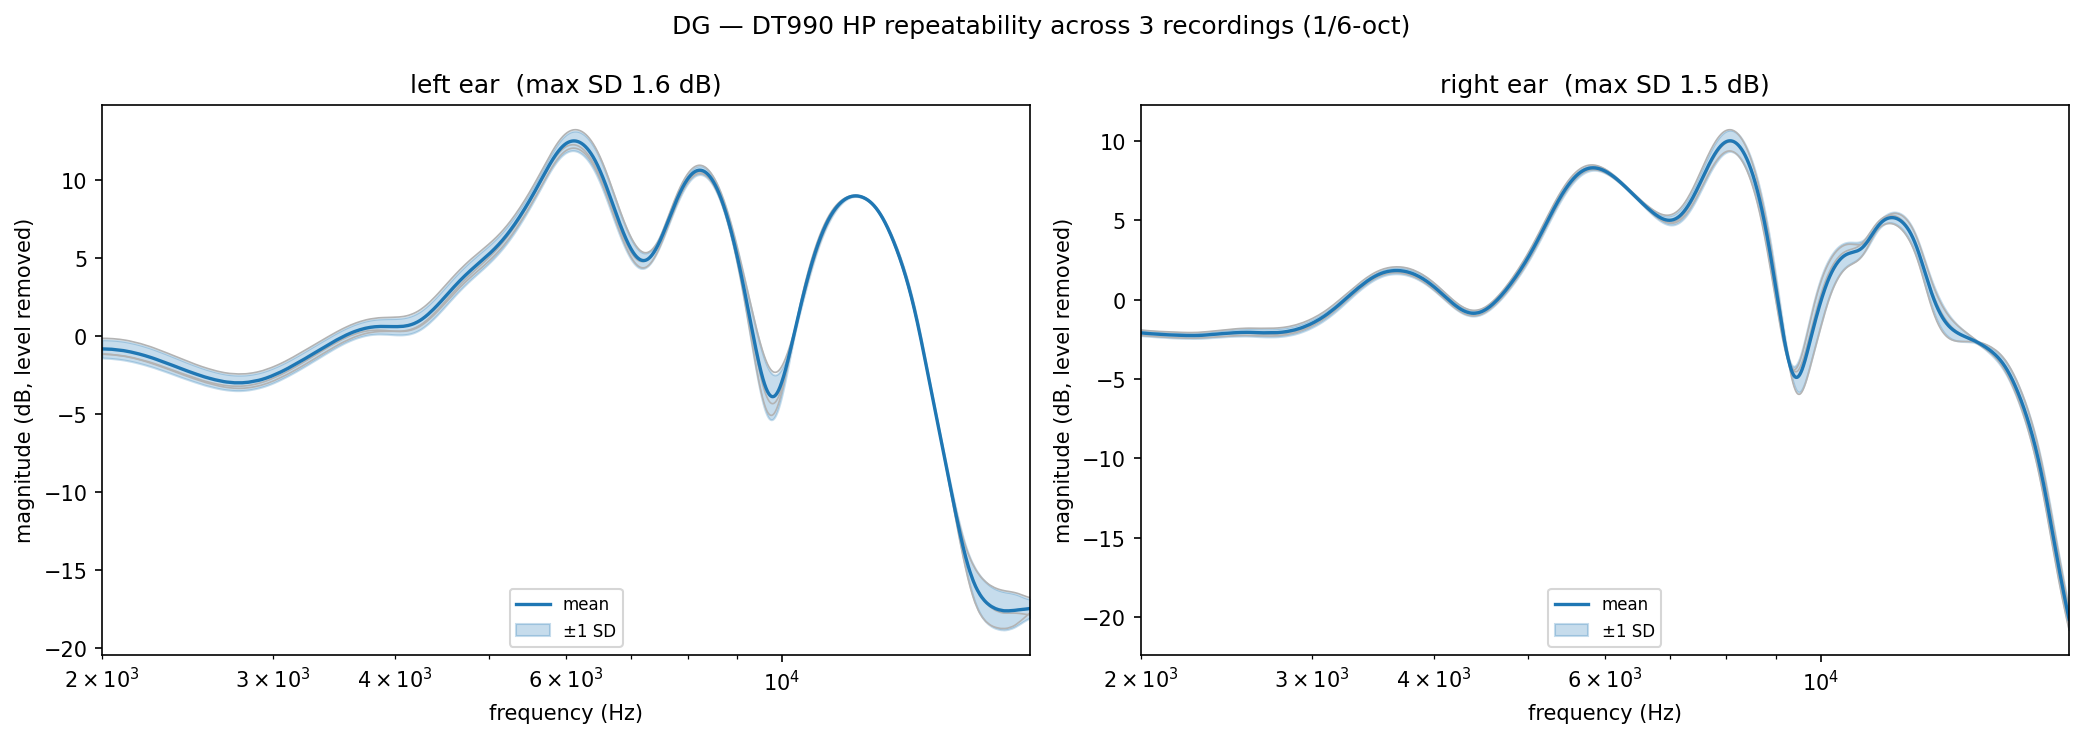 DG — DT990 HP repeatability across 3 recordings (1/6-oct)
left ear  (max SD 1.6 dB)
magnitude (dB, level removed)
10
5
0
−5
−10
−15
−20
mean
±1 SD
2 × 10³
3 × 10³
4 × 10³
6 × 10³
10⁴
frequency (Hz)
right ear  (max SD 1.5 dB)
magnitude (dB, level removed)
10
5
0
−5
−10
−15
−20
mean
±1 SD
2 × 10³
3 × 10³
4 × 10³
6 × 10³
10⁴
frequency (Hz)